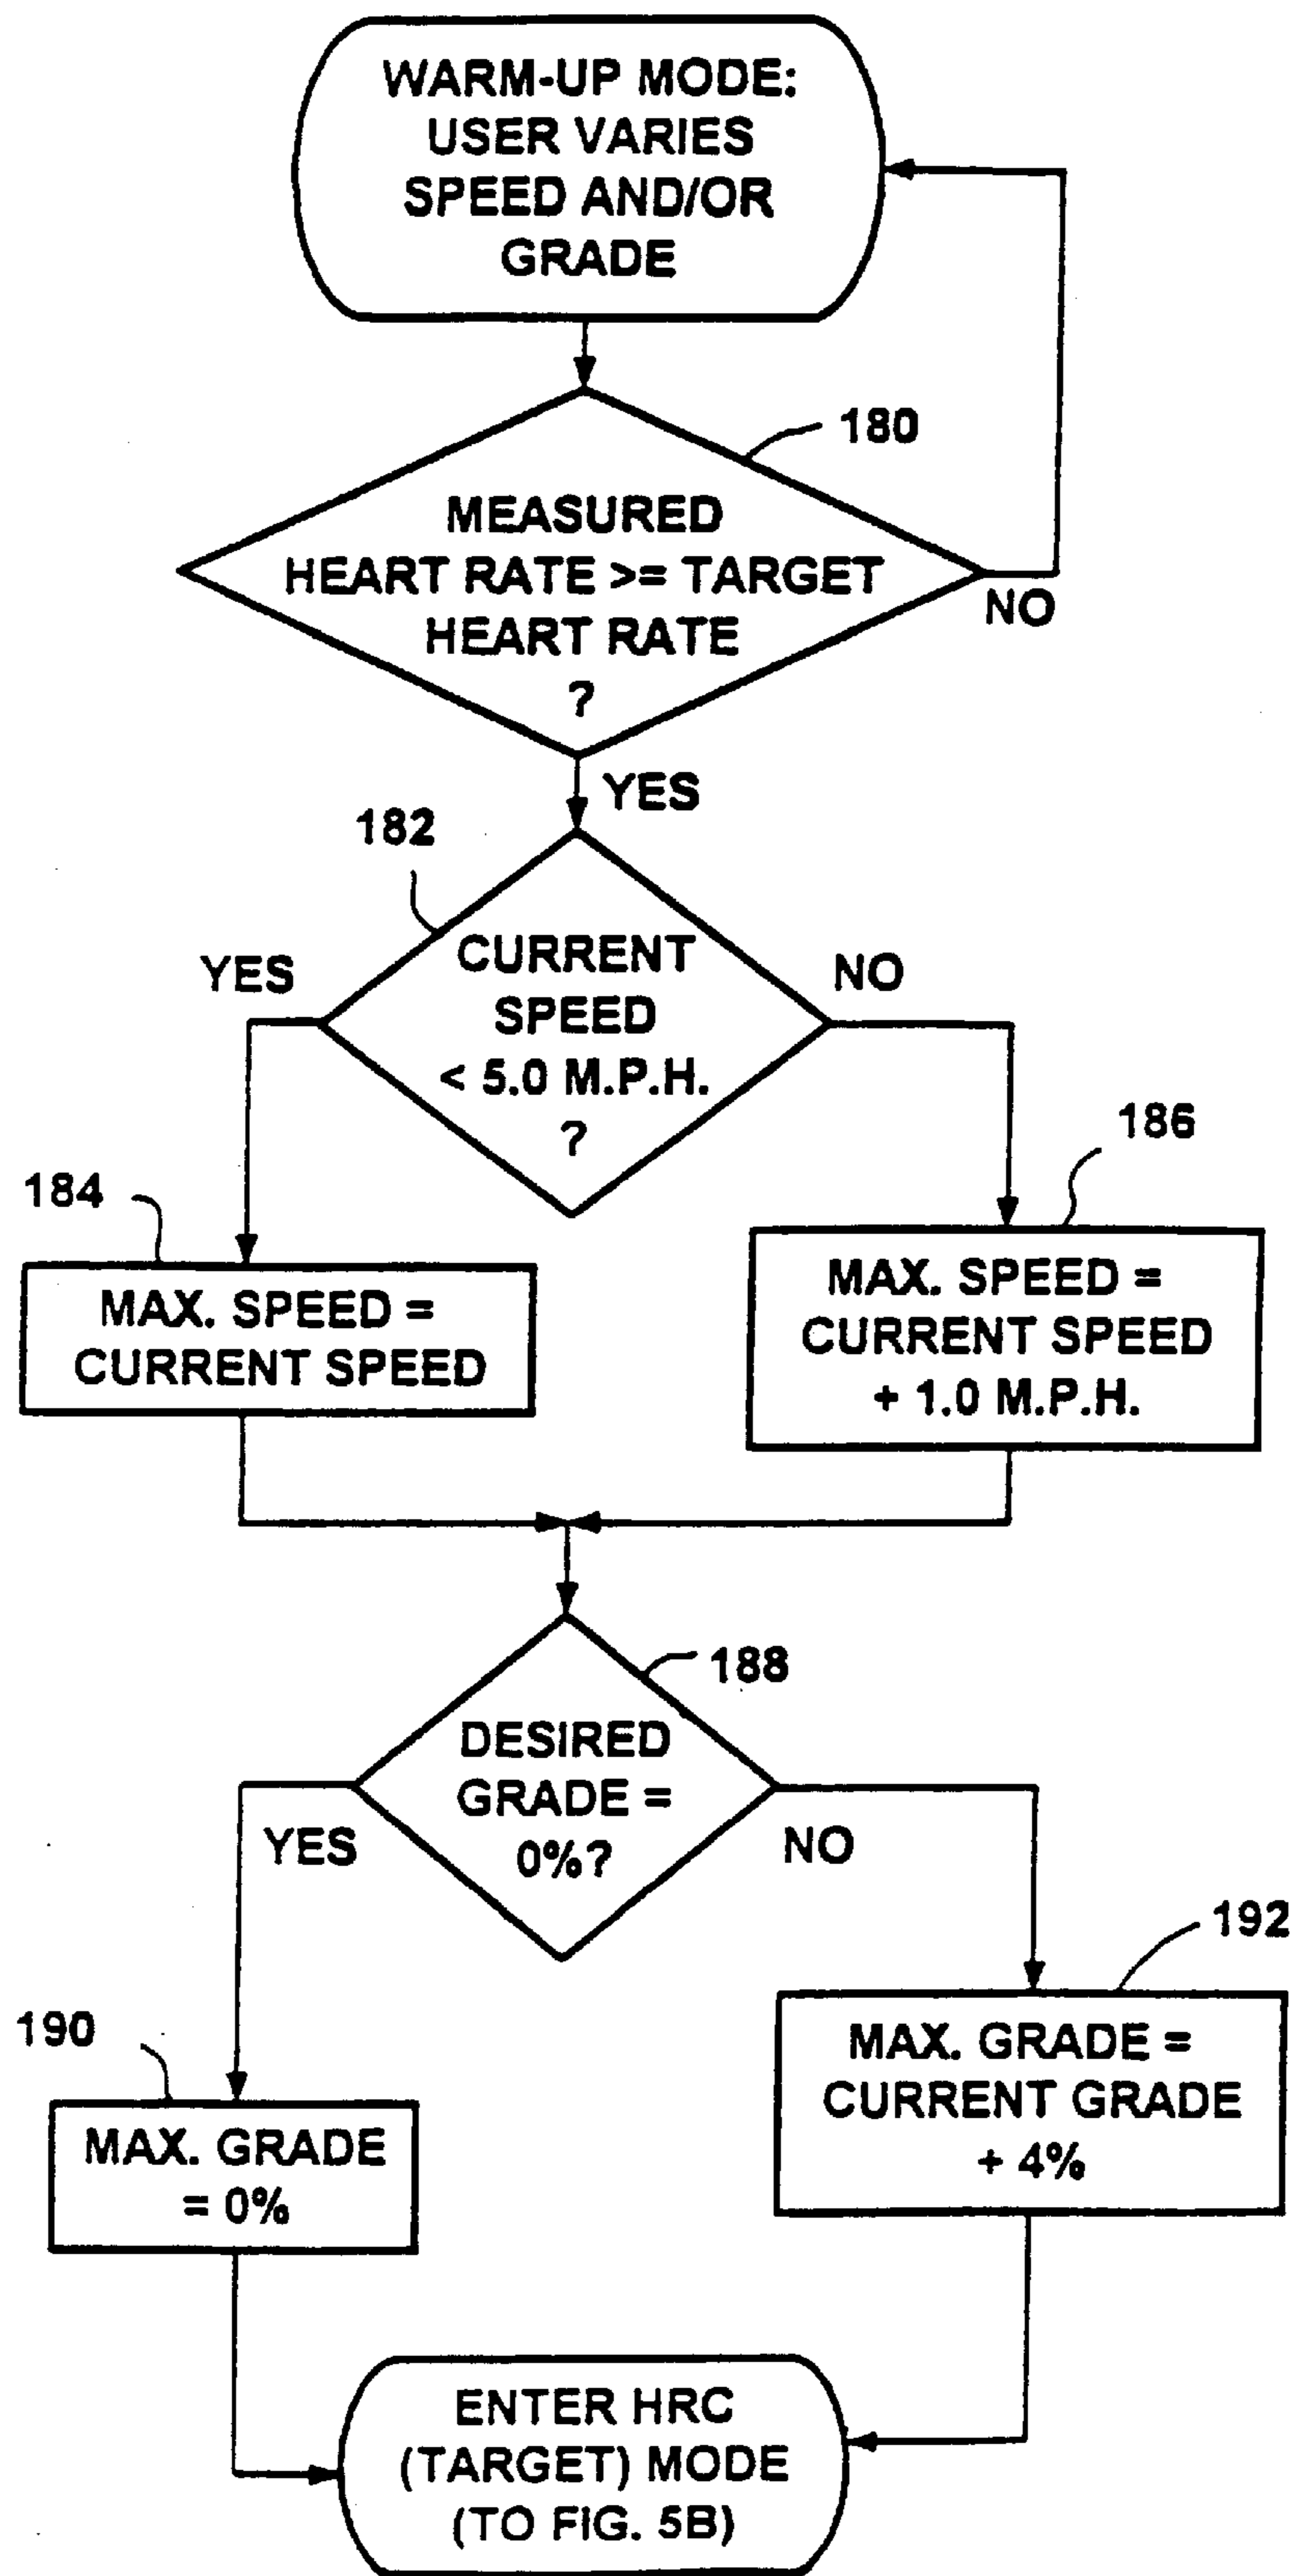 WARM-UP MODE:
USER VARIES
SPEED AND/OR
GRADE
180
MEASURED
HEART RATE >= TARGET
HEART RATE
?
NO
YES
182
CURRENT
SPEED
< 5.0 M.P.H.
?
YES
NO
184
MAX. SPEED =
CURRENT SPEED
186
MAX. SPEED =
CURRENT SPEED
+ 1.0 M.P.H.
188
DESIRED
GRADE =
0%?
YES
NO
190
MAX. GRADE
= 0%
192
MAX. GRADE =
CURRENT GRADE
+ 4%
ENTER HRC
(TARGET) MODE
(TO FIG. 5B)